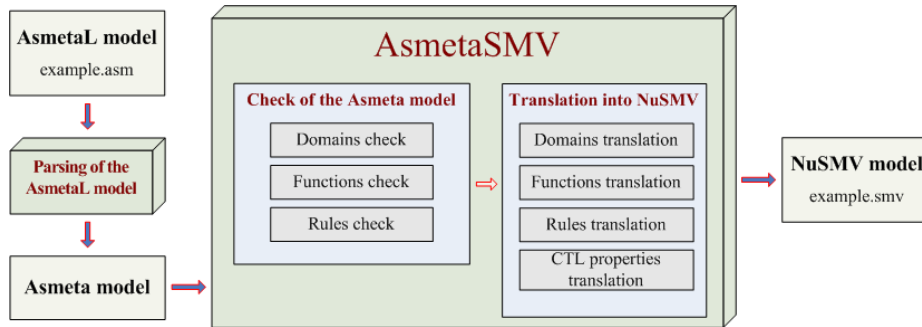 AsmetaL model
example.asm
Parsing of the
AsmetaL model
Asmeta model
AsmetaSMV
Check of the Asmeta model
Domains check
Functions check
Rules check
Translation into NuSMV
Domains translation
Functions translation
Rules translation
CTL properties
translation
NuSMV model
example.smv